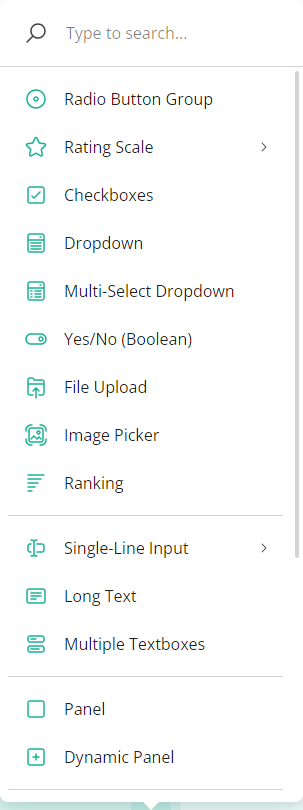 Type to search...
Radio Button Group
Rating Scale
Checkboxes
Dropdown
Multi-Select Dropdown
Yes/No (Boolean)
File Upload
Image Picker
Ranking
Single-Line Input
Long Text
Multiple Textboxes
Panel
Dynamic Panel